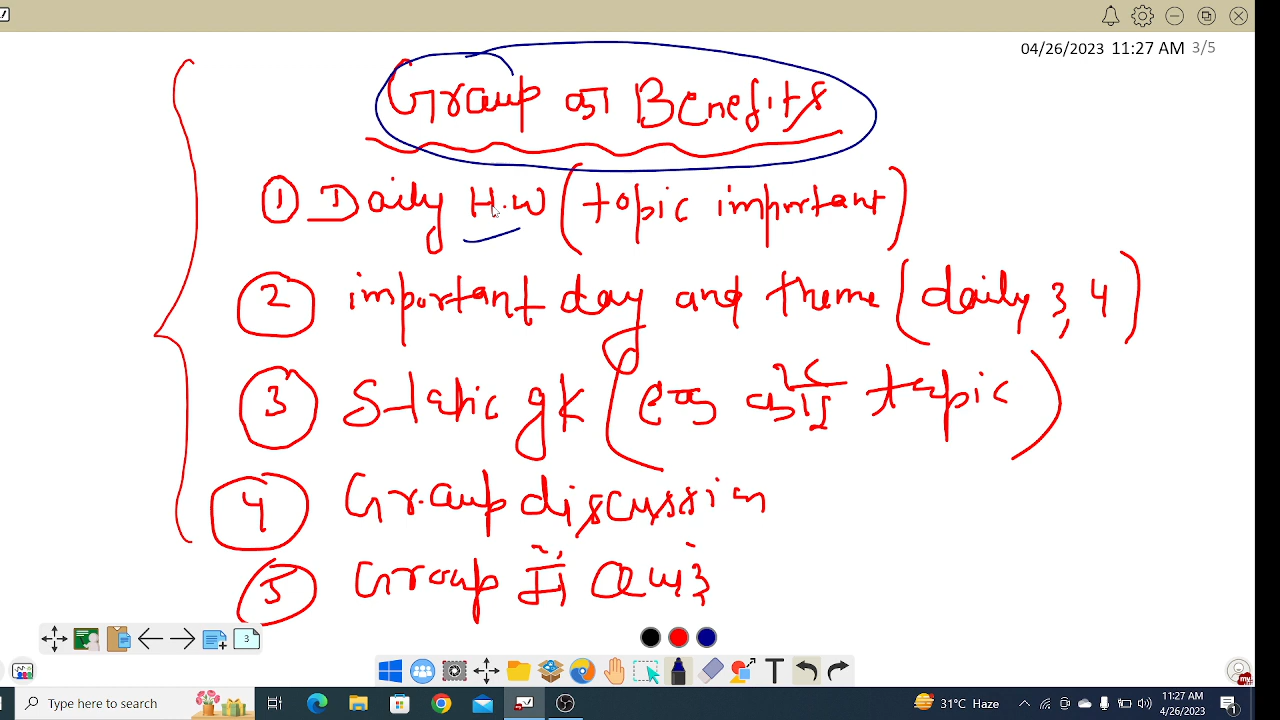 04/26/2023 11:27 AM 3/5
Group का Benefits
① Daily H.W (topic important)
② important day and theme (daily 3, 4)
③ Static gk ( topic)
④ Group discussion
⑤ Group में Quiz
3
T
Type here to search
31°C Haze
11:27 AM
4/26/2023